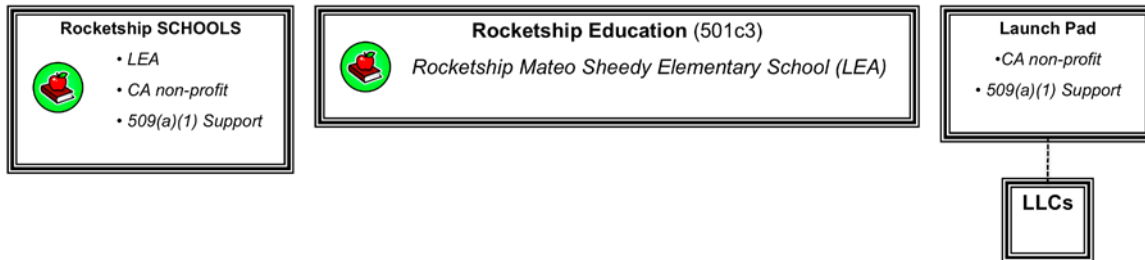 Rocketship SCHOOLS
• LEA
• CA non-profit
• 509(a)(1) Support
Rocketship Education (501c3)
Rocketship Mateo Sheedy Elementary School (LEA)
Launch Pad
•CA non-profit
• 509(a)(1) Support
LLCs